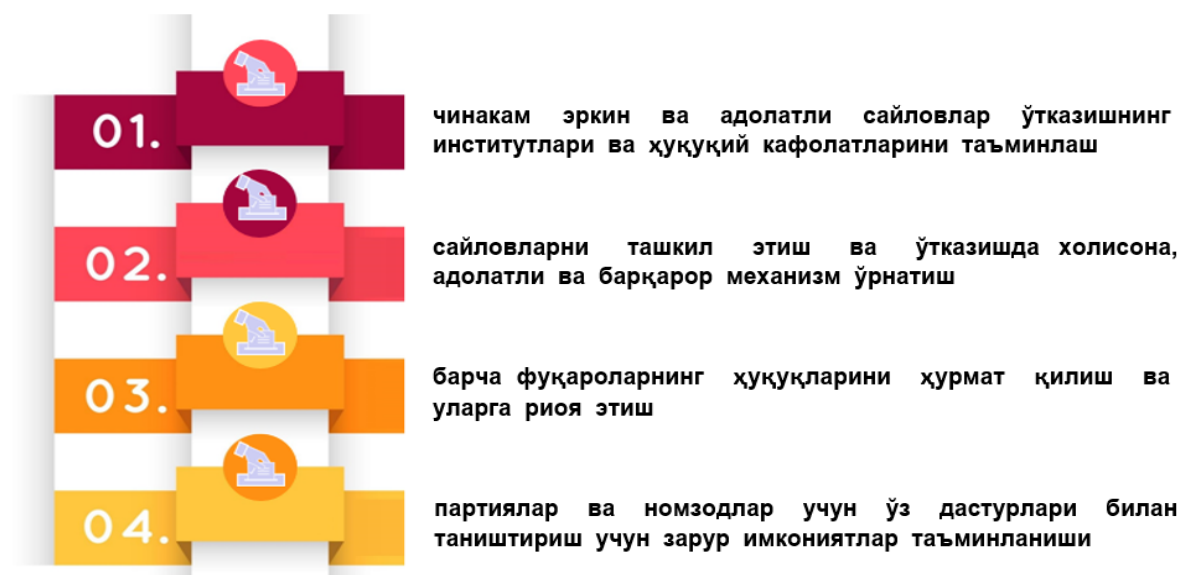 01.
чинакам эркин ва адолатли сайловлар ўтказишнинг
институтлари ва ҳуқуқий кафолатларини таъминлаш
02.
сайловларни ташкил этиш ва ўтказишда холисона,
адолатли ва барқарор механизм ўрнатиш
03.
барча фуқароларнинг ҳуқуқларини ҳурмат қилиш ва
уларга риоя этиш
04.
партиялар ва номзодлар учун ўз дастурлари билан
таништириш учун зарур имкониятлар таъминланиши